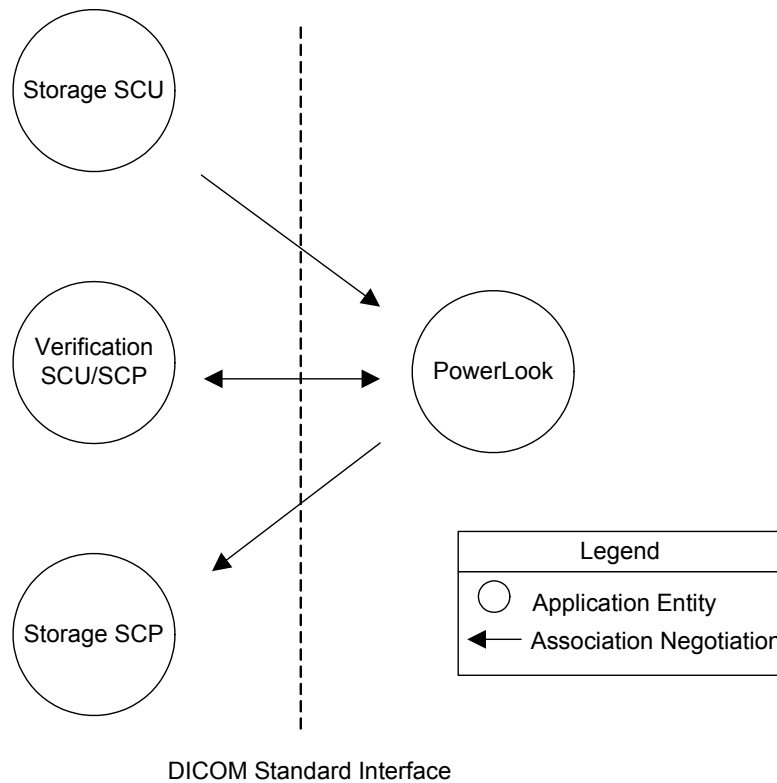 Storage SCU
Verification
SCU/SCP
PowerLook
Storage SCP
Legend
Application Entity
Association Negotiation
DICOM Standard Interface